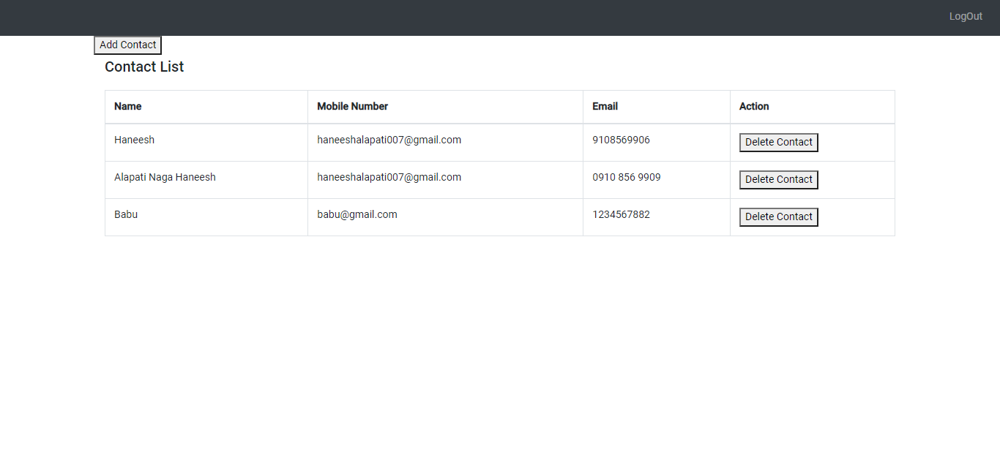 LogOut
Add Contact
Contact List
Name Mobile Number Email Action
Haneesh haneeshalapati007@gmail.com 9108569906 Delete Contact
Alapati Naga Haneesh haneeshalapati007@gmail.com 0910 856 9909 Delete Contact
Babu babu@gmail.com 1234567882 Delete Contact